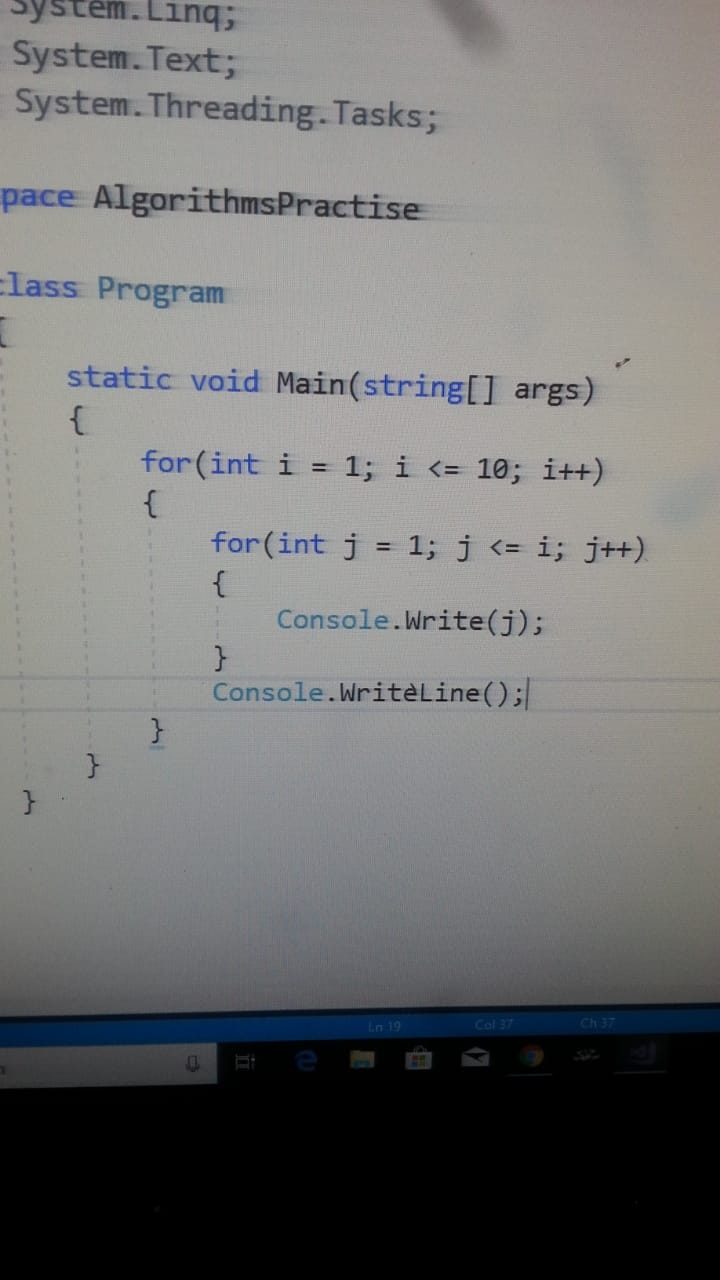 System.Linq;
System.Text;
System.Threading.Tasks;
pace AlgorithmsPractise
class Program
{
static void Main(string[] args)
{
for(int i = 1; i <= 10; i++)
{
for(int j = 1; j <= i; j++)
{
Console.Write(j);
}
Console.WriteLine();
}
}
}
Ln 19 Col 37 Ch 37